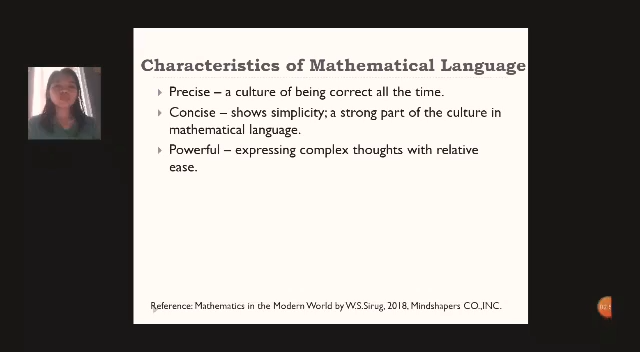 Characteristics of Mathematical Language
Precise – a culture of being correct all the time.
Concise – shows simplicity; a strong part of the culture in
mathematical language.
Powerful – expressing complex thoughts with relative
ease.
Reference: Mathematics in the Modern World by W.S.Sirug, 2018, Mindshapers CO.,INC.